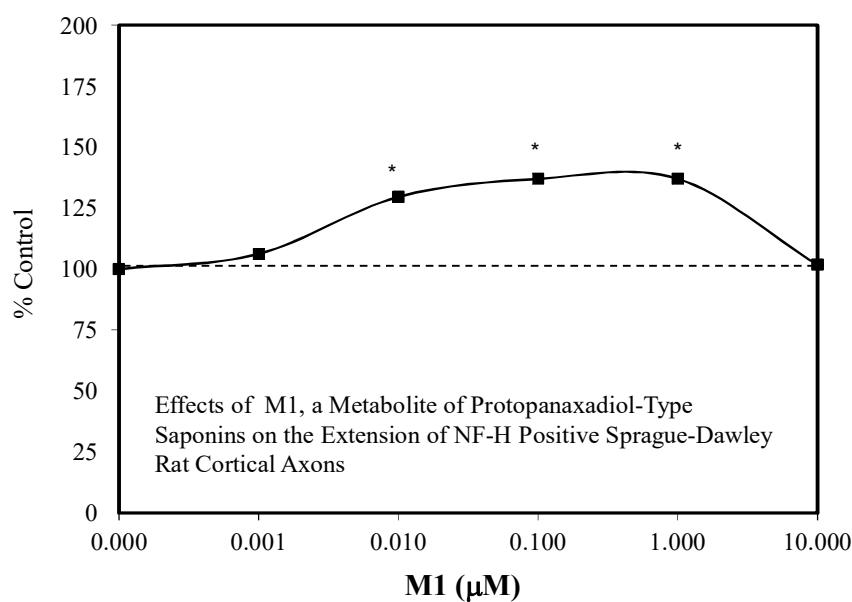 200
175
150
125
100
75
50
25
0
% Control
*
*
*
Effects of  M1, a Metabolite of Protopanaxadiol-Type
Saponins on the Extension of NF-H Positive Sprague-Dawley
Rat Cortical Axons
0.000 0.001 0.010 0.100 1.000 10.000
M1 (μM)